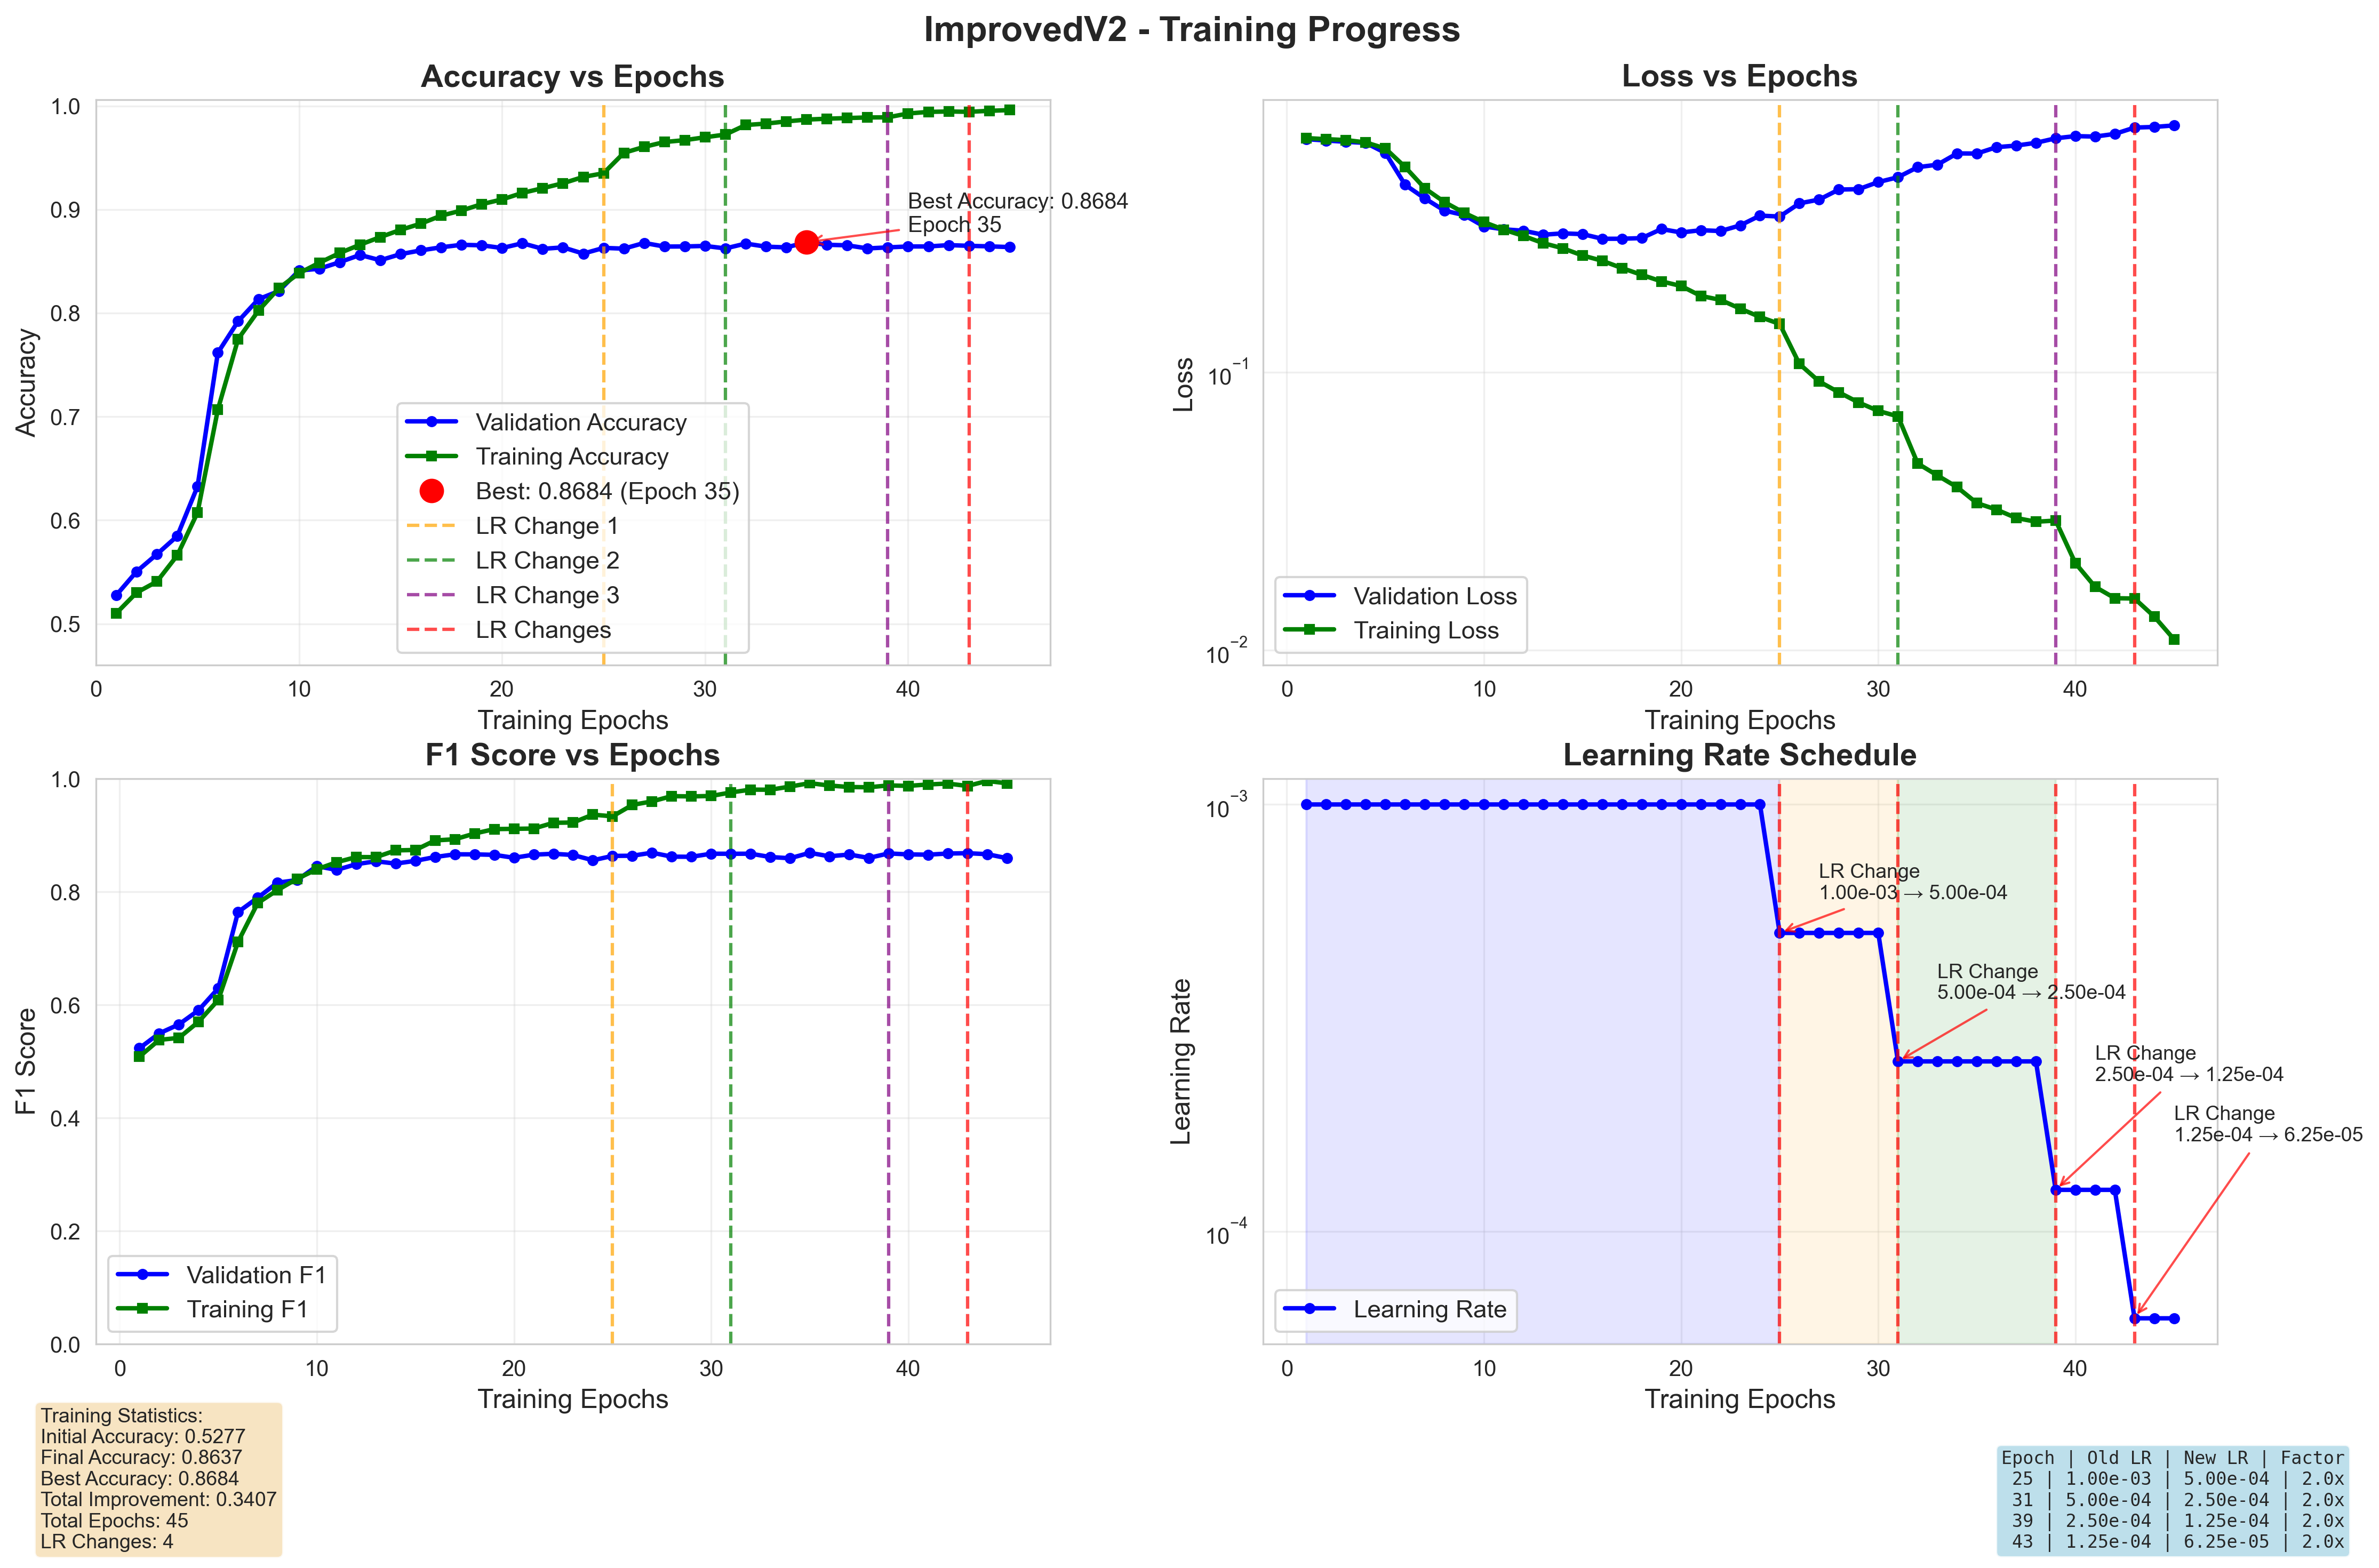 ImprovedV2 - Training Progress
Accuracy vs Epochs
Accuracy
1.0
0.9
0.8
0.7
0.6
0.5
0
10
20
30
40
Training Epochs
Best Accuracy: 0.8684
Epoch 35
Validation Accuracy
Training Accuracy
Best: 0.8684 (Epoch 35)
LR Change 1
LR Change 2
LR Change 3
LR Changes
Loss vs Epochs
Loss
10⁻¹
10⁻²
0
10
20
30
40
Training Epochs
Validation Loss
Training Loss
F1 Score vs Epochs
F1 Score
1.0
0.8
0.6
0.4
0.2
0.0
0
10
20
30
40
Training Epochs
Validation F1
Training F1
Learning Rate Schedule
Learning Rate
10⁻³
10⁻⁴
0
10
20
30
40
Training Epochs
LR Change
1.00e-03 → 5.00e-04
LR Change
5.00e-04 → 2.50e-04
LR Change
2.50e-04 → 1.25e-04
LR Change
1.25e-04 → 6.25e-05
Learning Rate
Training Statistics:
Initial Accuracy: 0.5277
Final Accuracy: 0.8637
Best Accuracy: 0.8684
Total Improvement: 0.3407
Total Epochs: 45
LR Changes: 4
Epoch | Old LR | New LR | Factor
25 | 1.00e-03 | 5.00e-04 | 2.0x
31 | 5.00e-04 | 2.50e-04 | 2.0x
39 | 2.50e-04 | 1.25e-04 | 2.0x
43 | 1.25e-04 | 6.25e-05 | 2.0x